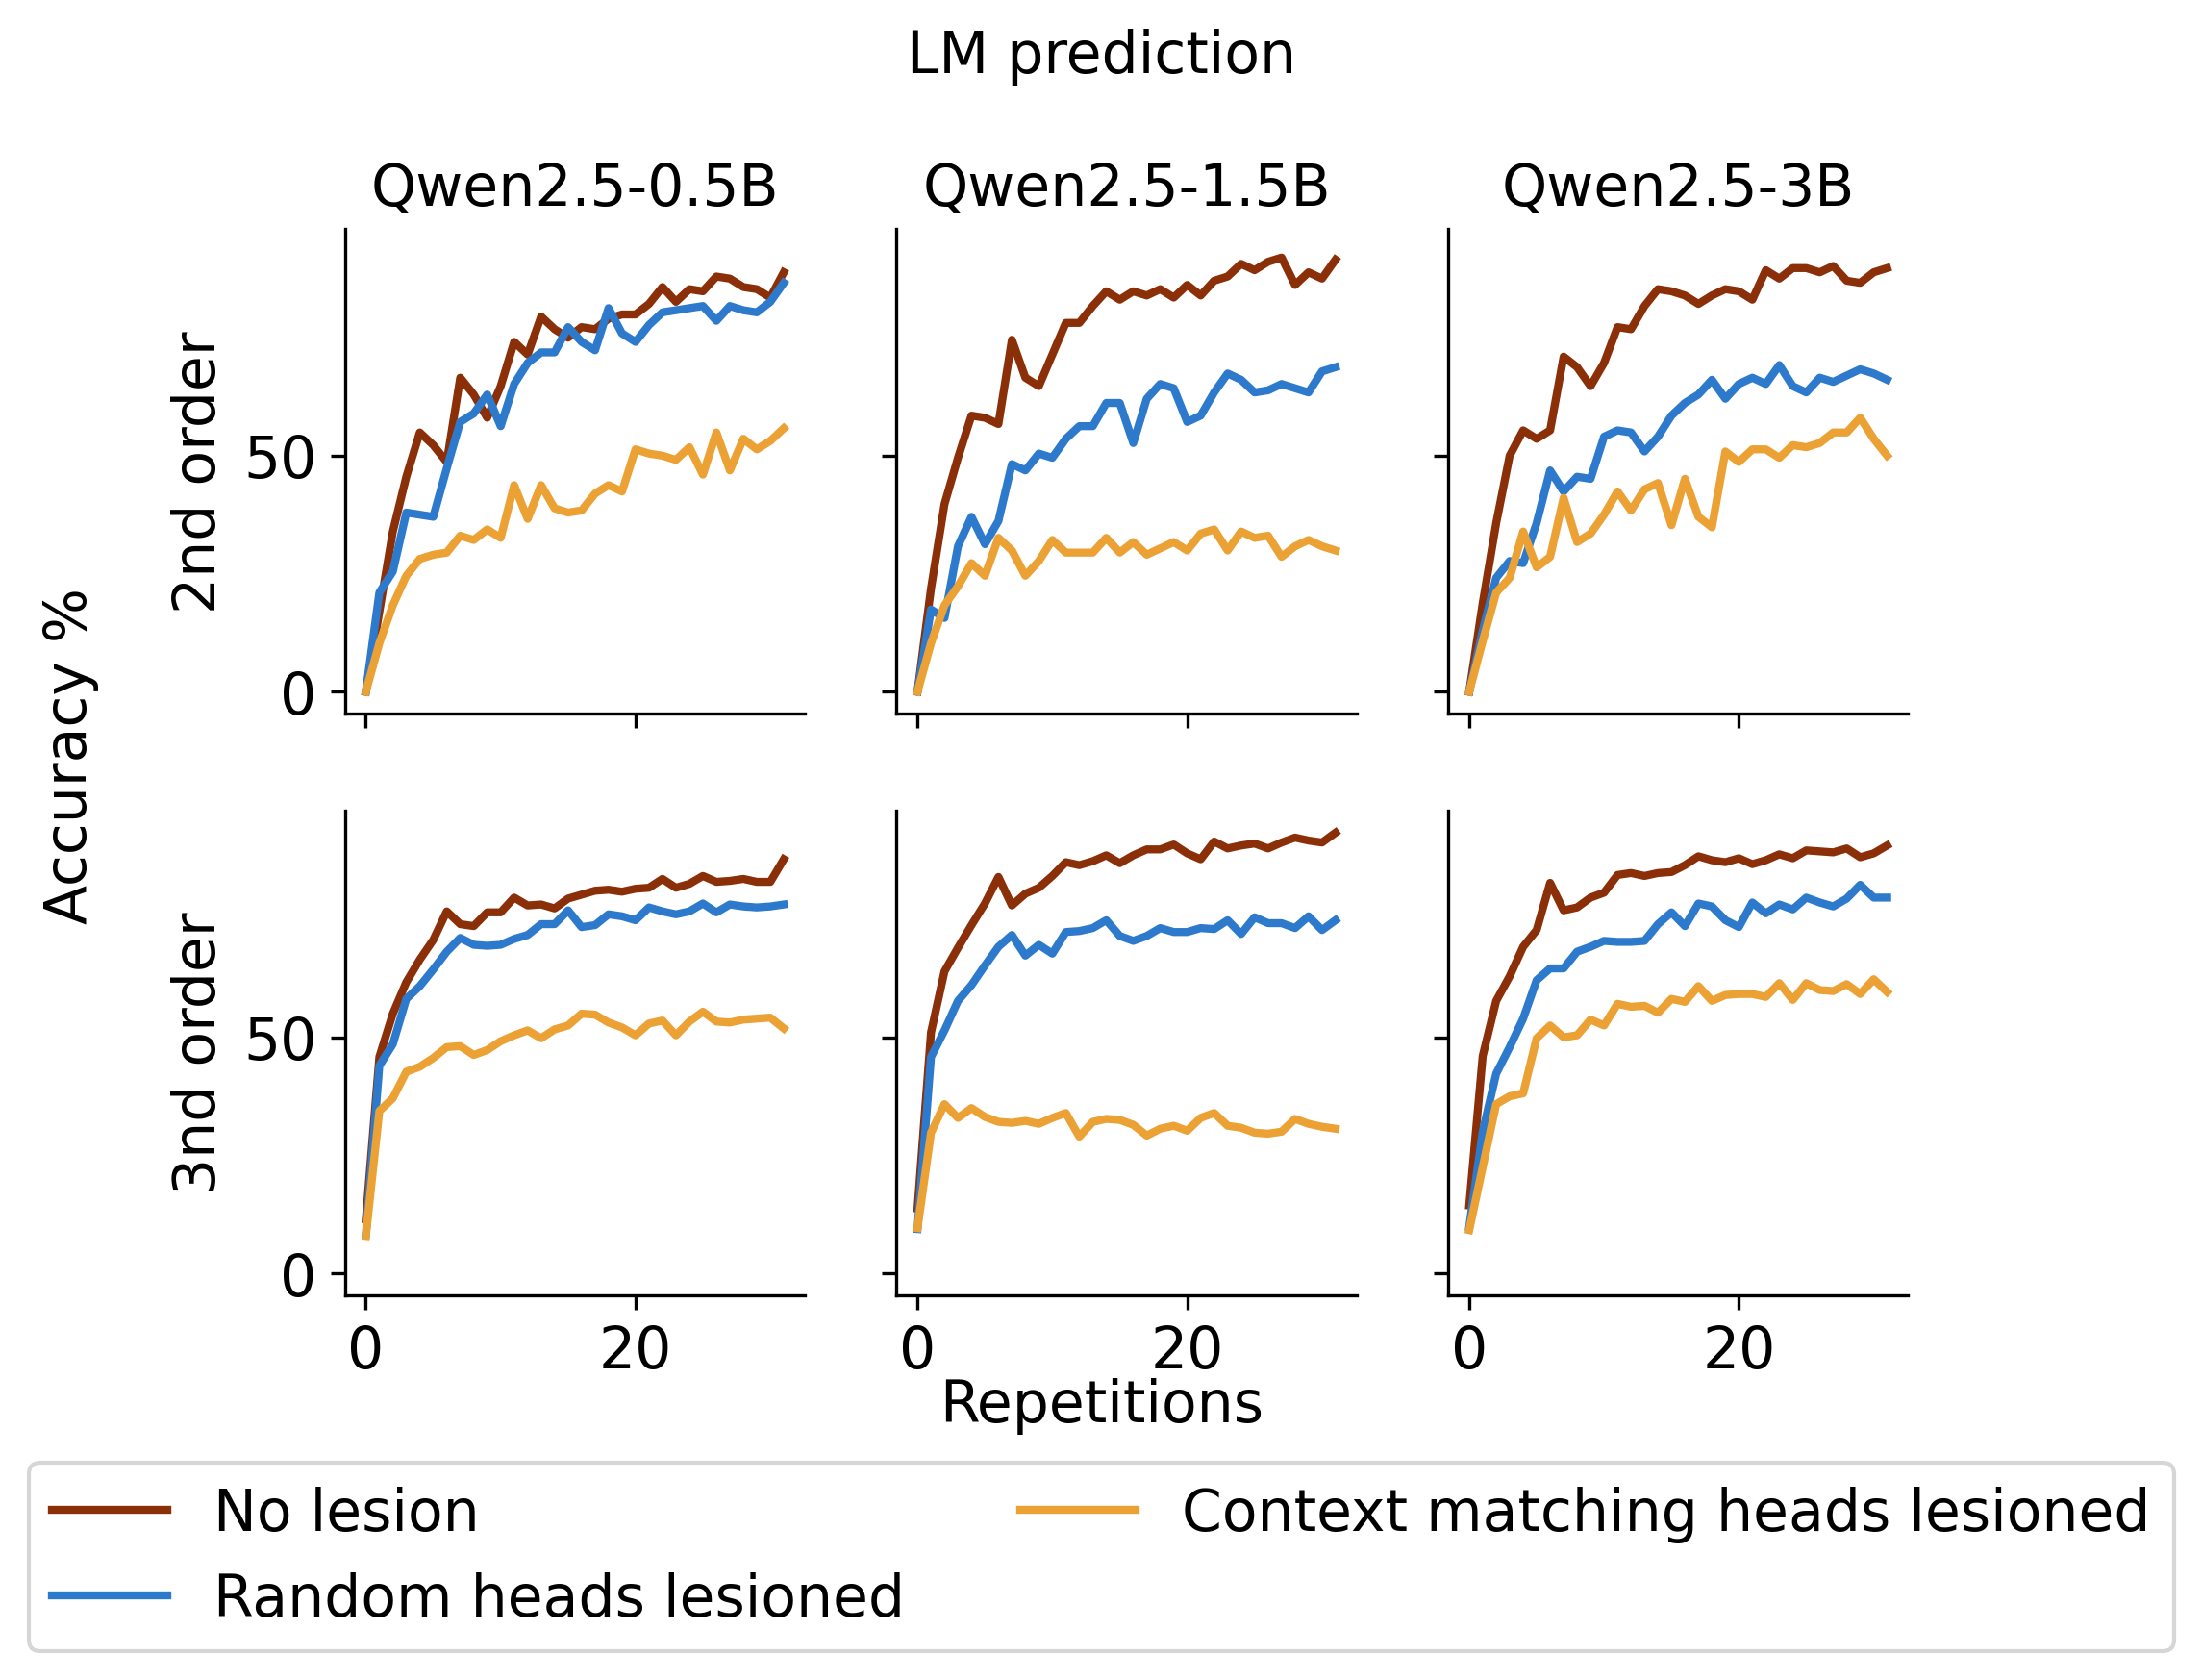 LM prediction
Qwen2.5-0.5B
Qwen2.5-1.5B
Qwen2.5-3B
Accuracy %
2nd order
50
0
3nd order
50
0
0
20
0
20
0
20
Repetitions
No lesion
Random heads lesioned
Context matching heads lesioned